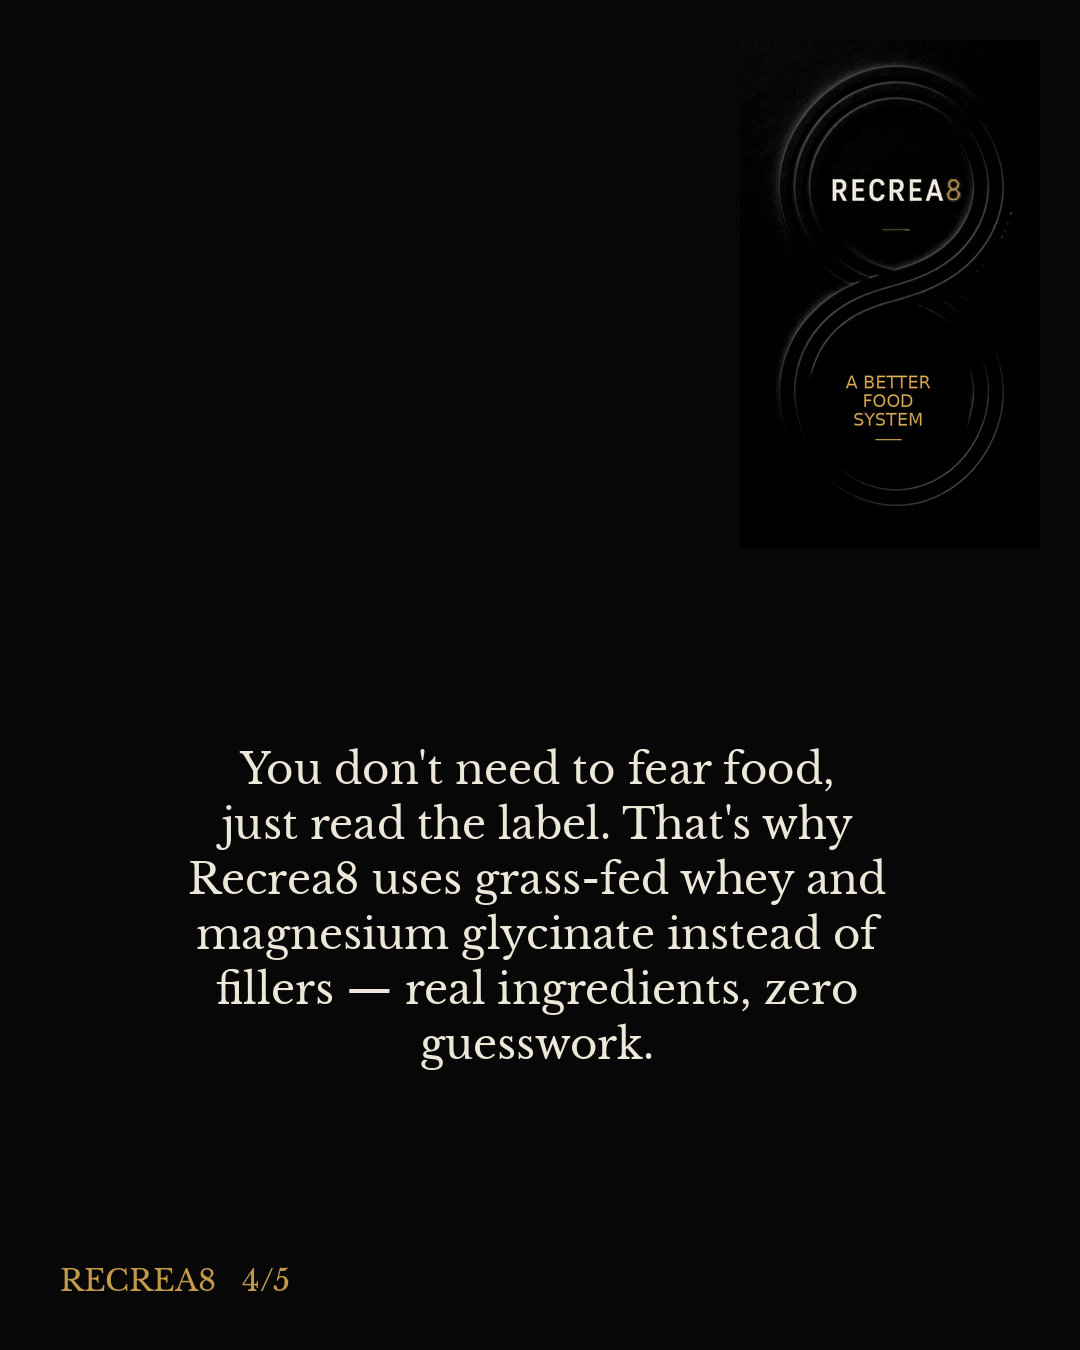 RECREA8
A BETTER
FOOD
SYSTEM
You don't need to fear food,
just read the label. That's why
Recrea8 uses grass-fed whey and
magnesium glycinate instead of
fillers — real ingredients, zero
guesswork.
RECREA8 4/5